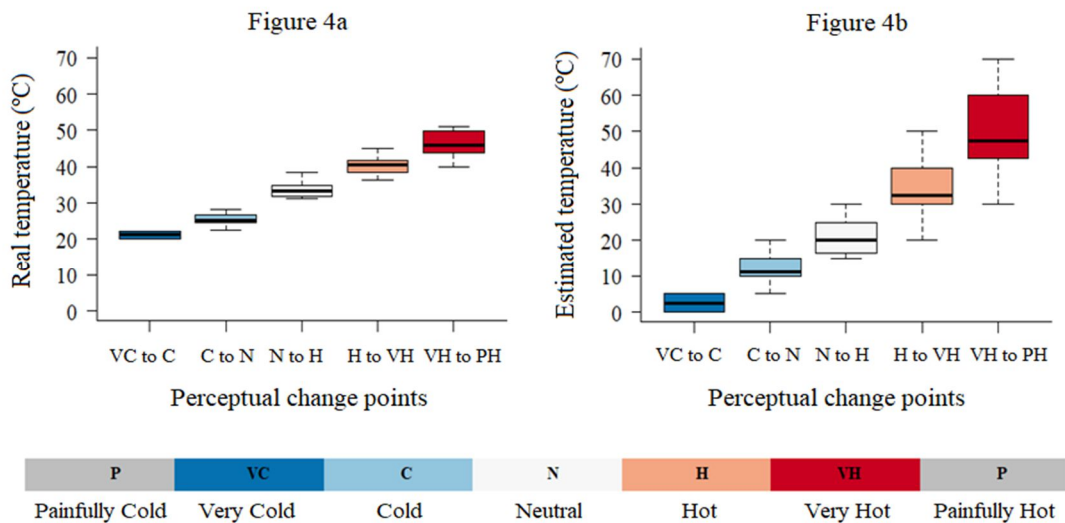 Figure 4a
Real temperature (°C)
70
60
50
40
30
20
10
0
VC to C C to N N to H H to VH VH to PH
Perceptual change points
Figure 4b
Estimated temperature (°C)
70
60
50
40
30
20
10
0
VC to C C to N N to H H to VH VH to PH
Perceptual change points
P VC C N H VH P
Painfully Cold Very Cold Cold Neutral Hot Very Hot Painfully Hot